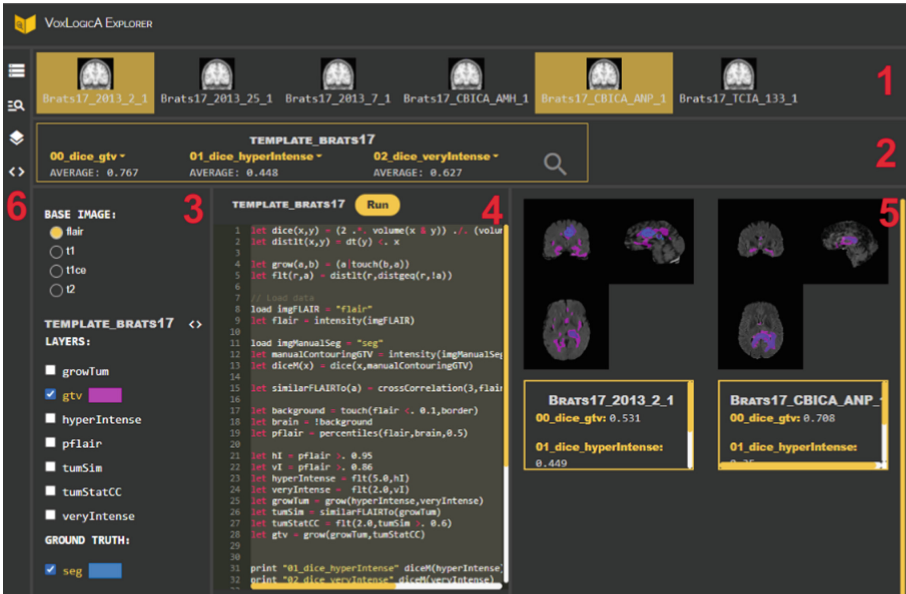 VoxLogicA Explorer
Brats17_2013_2_1 Brats17_2013_25_1 Brats17_2013_7_1 Brats17_CBICA_AMH_1 Brats17_CBICA_ANP_1 Brats17_TCIA_133_1
1
TEMPLATE_BRATS17
00_dice_gtv 01_dice_hyperIntense 02_dice_veryIntense
AVERAGE: 0.767 AVERAGE: 0.448 AVERAGE: 0.627
2
6
3
BASE IMAGE:
flair
t1
t1ce
t2
TEMPLATE_BRATS17 <>
LAYERS:
growTum
gtv
hyperIntense
pflair
tumSim
tumStatCC
veryIntense
GROUND TRUTH:
seg
TEMPLATE_BRATS17 Run
4
1 let dice(x,y) = (2 .*. volume(x & y)) ./. (volu
2 let distlt(x,y) = dt(y) <. x
3
4 let grow(a,b) = (a|touch(b,a))
5 let flt(r,a) = distlt(r,distgeq(r,!a))
6
7 // Load data
8 load imgFLAIR = "flair"
9 let flair = intensity(imgFLAIR)
10
11 load imgManualSeg = "seg"
12 let manualContouringGTV = intensity(imgManualSeg
13 let diceM(x) = dice(x,manualContouringGTV)
14
15 let similarFLAIRTo(a) = crossCorrelation(3,flair
16
17 let background = touch(flair <. 0.1,border)
18 let brain = !background
19 let pflair = percentiles(flair,brain,0.5)
20
21 let hI = pflair >. 0.95
22 let vI = pflair >. 0.86
23 let hyperIntense = flt(5.0,hI)
24 let veryIntense = flt(2.0,vI)
25 let growTum = grow(hyperIntense,veryIntense)
26 let tumSim = similarFLAIRTo(growTum)
27 let tumStatCC = flt(2.0,tumSim >. 0.6)
28 let gtv = grow(growTum,tumStatCC)
29
30
31 print "01_dice_hyperIntense" diceM(hyperIntense)
32 print "02_dice_veryIntense" diceM(veryIntense)
5
Brats17_2013_2_1
00_dice_gtv: 0.531
01_dice_hyperIntense:
0.449
Brats17_CBICA_ANP_
00_dice_gtv: 0.708
01_dice_hyperIntense: